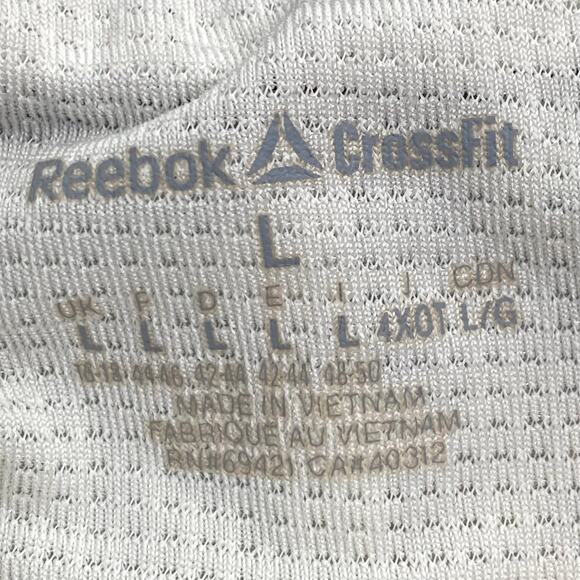 Reebok CrossFit
L
UK F D E I J CDN
L L L L L 4XOT L/G
16-18 44-46 42-44 42-44 48-50
MADE IN VIETNAM
FABRIQUE AU VIETNAM
RN#69421 CA#40312